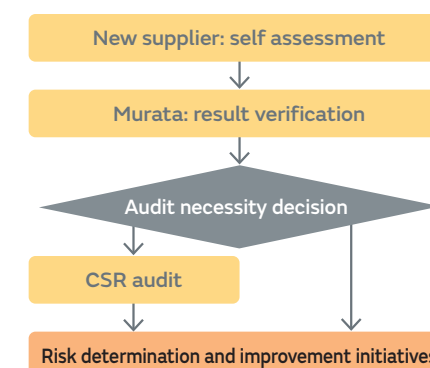 New supplier: self assessment
Murata: result verification
Audit necessity decision
CSR audit
Risk determination and improvement initiatives